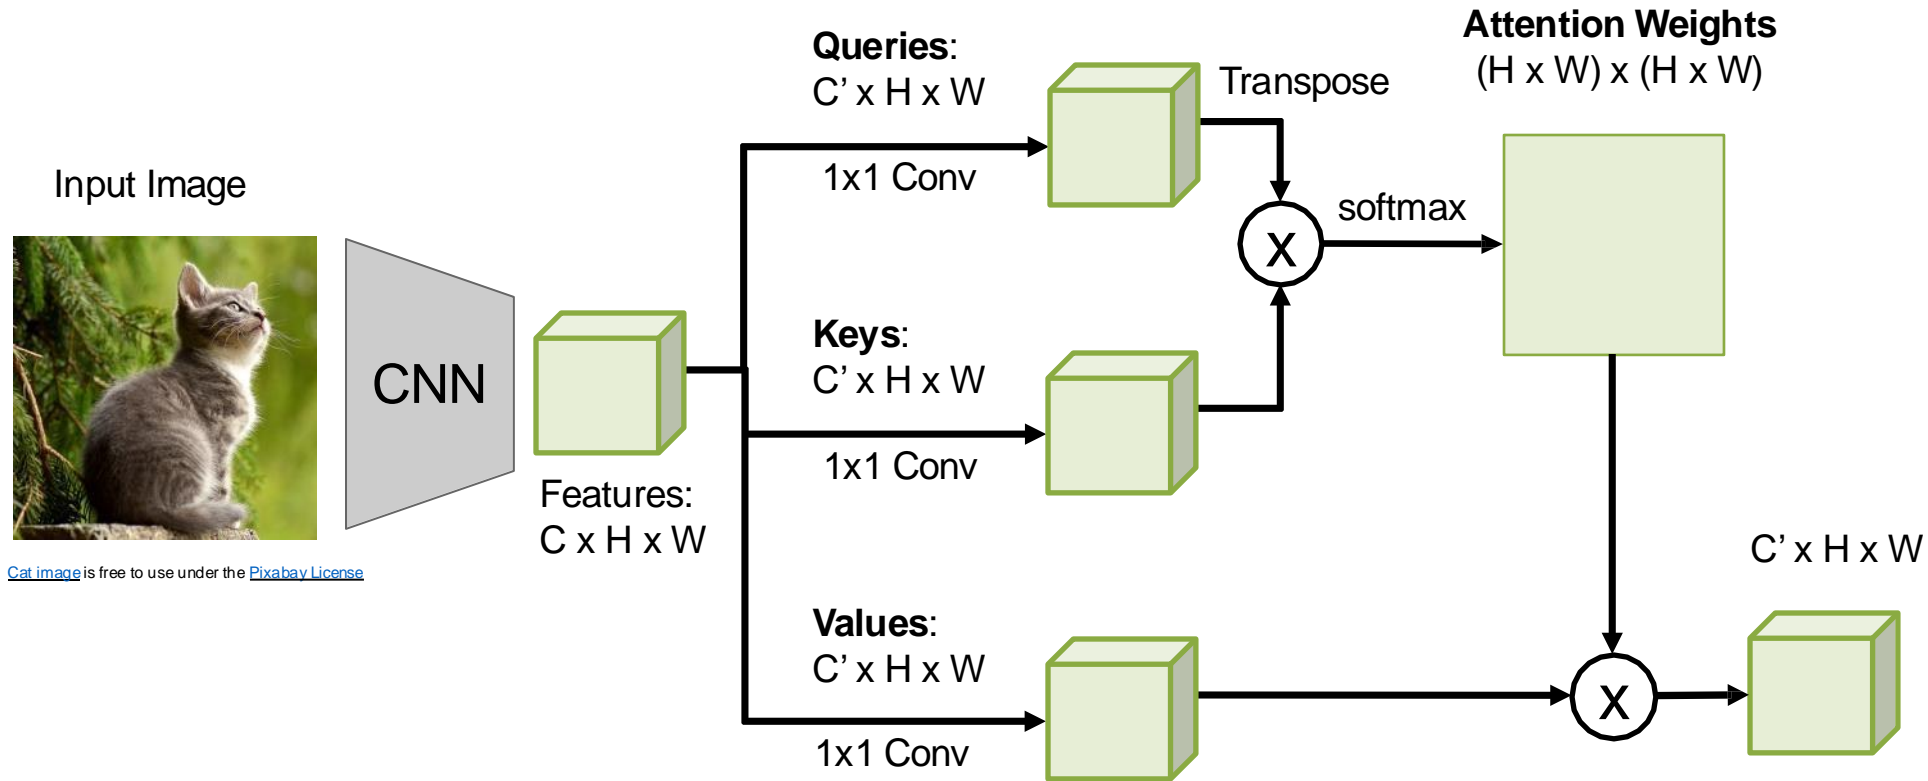 Input Image
Cat image is free to use under the Pixabay License
CNN
Features:
C x H x W
Queries:
C’ x H x W
1x1 Conv
Keys:
C’ x H x W
1x1 Conv
Values:
C’ x H x W
1x1 Conv
Transpose
X
softmax
Attention Weights
(H x W) x (H x W)
X
C’ x H x W